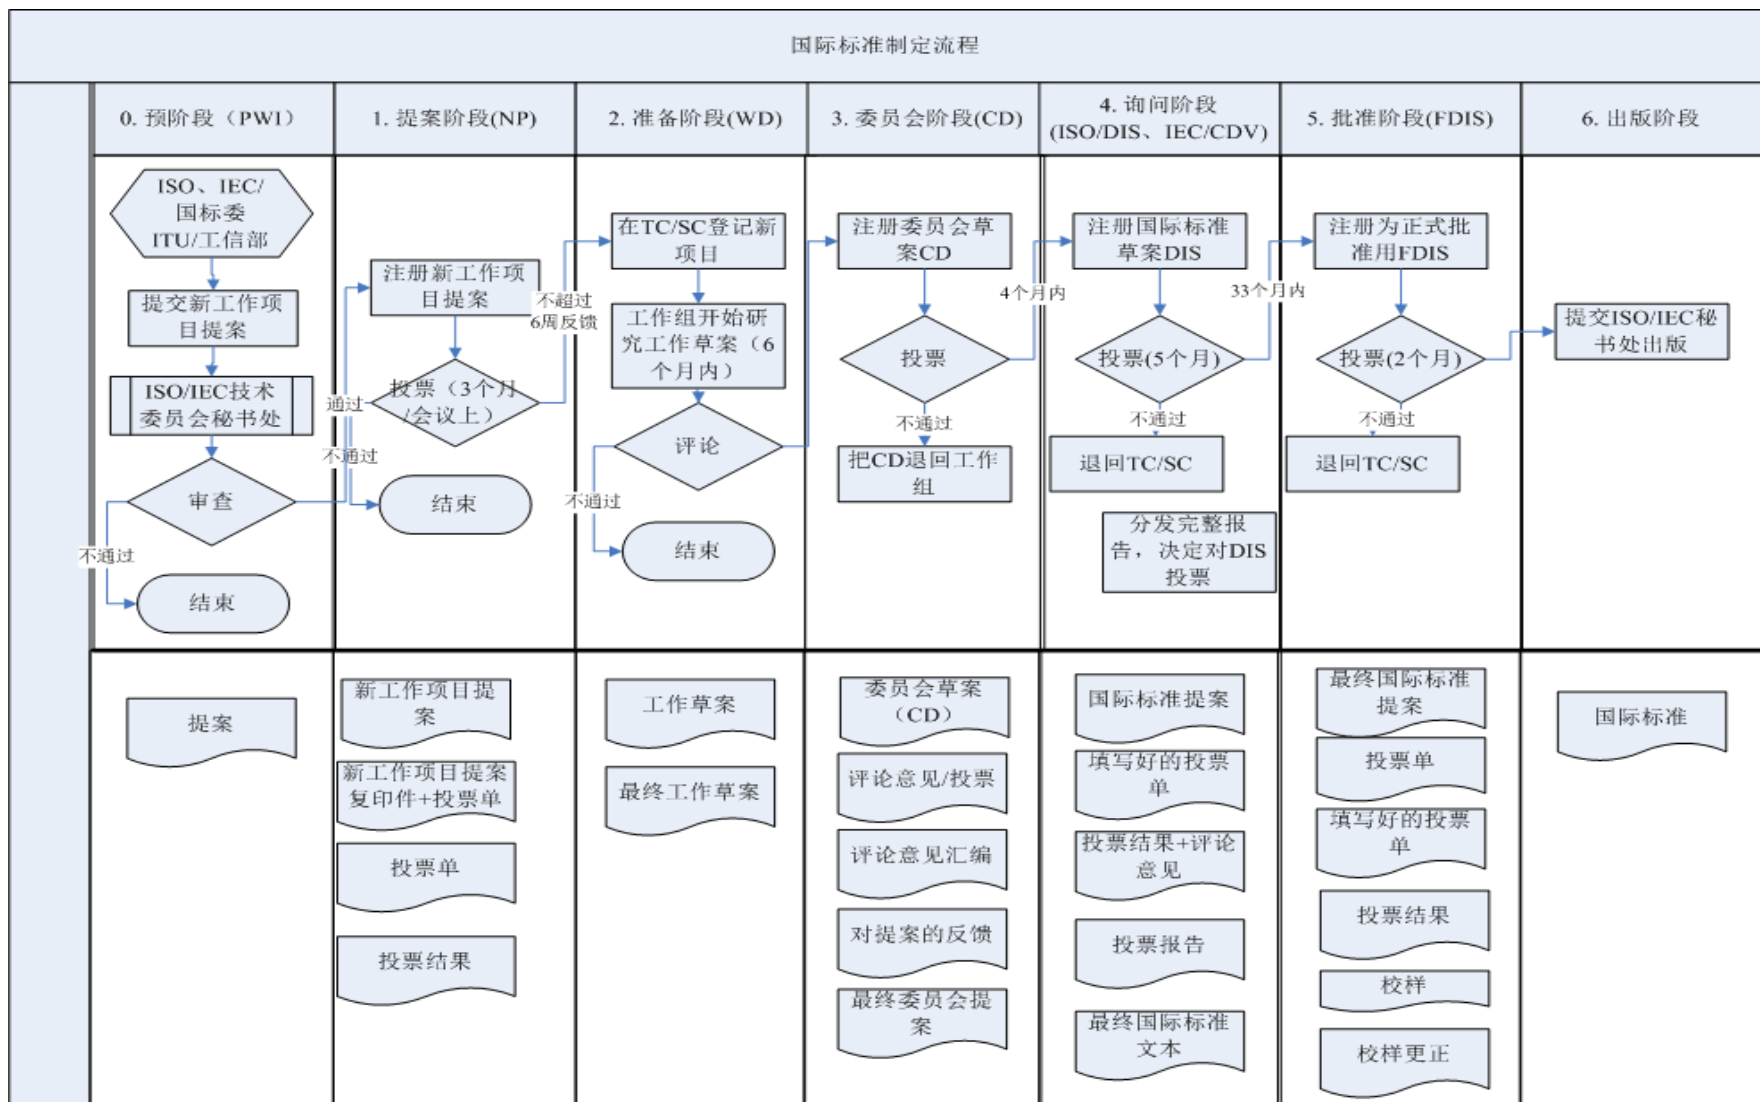 国际标准制定流程
0. 预阶段（PWI）
1. 提案阶段(NP)
2. 准备阶段(WD)
3. 委员会阶段(CD)
4. 询问阶段
(ISO/DIS、IEC/CDV)
5. 批准阶段(FDIS)
6. 出版阶段
ISO、IEC/
国标委
ITU/工信部
提交新工作项
目提案
ISO/IEC技术
委员会秘书处
审查
不通过
结束
通过
注册新工作项
目提案
投票（3个月
/会议上）
不通过
结束
不超过
6周反馈
在TC/SC登记新
项目
工作组开始研
究工作草案（6
个月内）
评论
不通过
结束
注册委员会草
案CD
投票
不通过
把CD退回工作
组
4个月内
注册国际标准
草案DIS
投票(5个月)
不通过
退回TC/SC
分发完整报
告，决定对DIS
投票
33个月内
注册为正式批
准用FDIS
投票(2个月)
不通过
退回TC/SC
提交ISO/IEC秘
书处出版
提案
新工作项目提
案
新工作项目提案
复印件+投票单
投票单
投票结果
工作草案
最终工作草案
委员会草案
（CD）
评论意见/投票
评论意见汇编
对提案的反馈
最终委员会提
案
国际标准提案
填写好的投票
单
投票结果+评论
意见
投票报告
最终国际标准
文本
最终国际标准
提案
投票单
填写好的投票
单
投票结果
校样
校样更正
国际标准